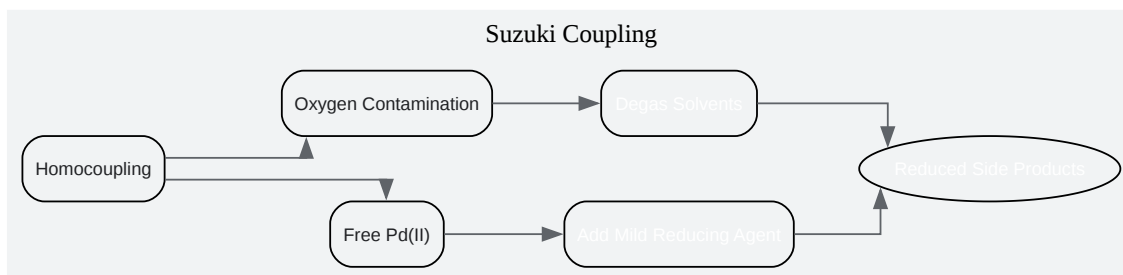 Suzuki Coupling
Oxygen Contamination
Degas Solvents
Homocoupling
Reduced Side Products
Free Pd(II)
Add Mild Reducing Agent